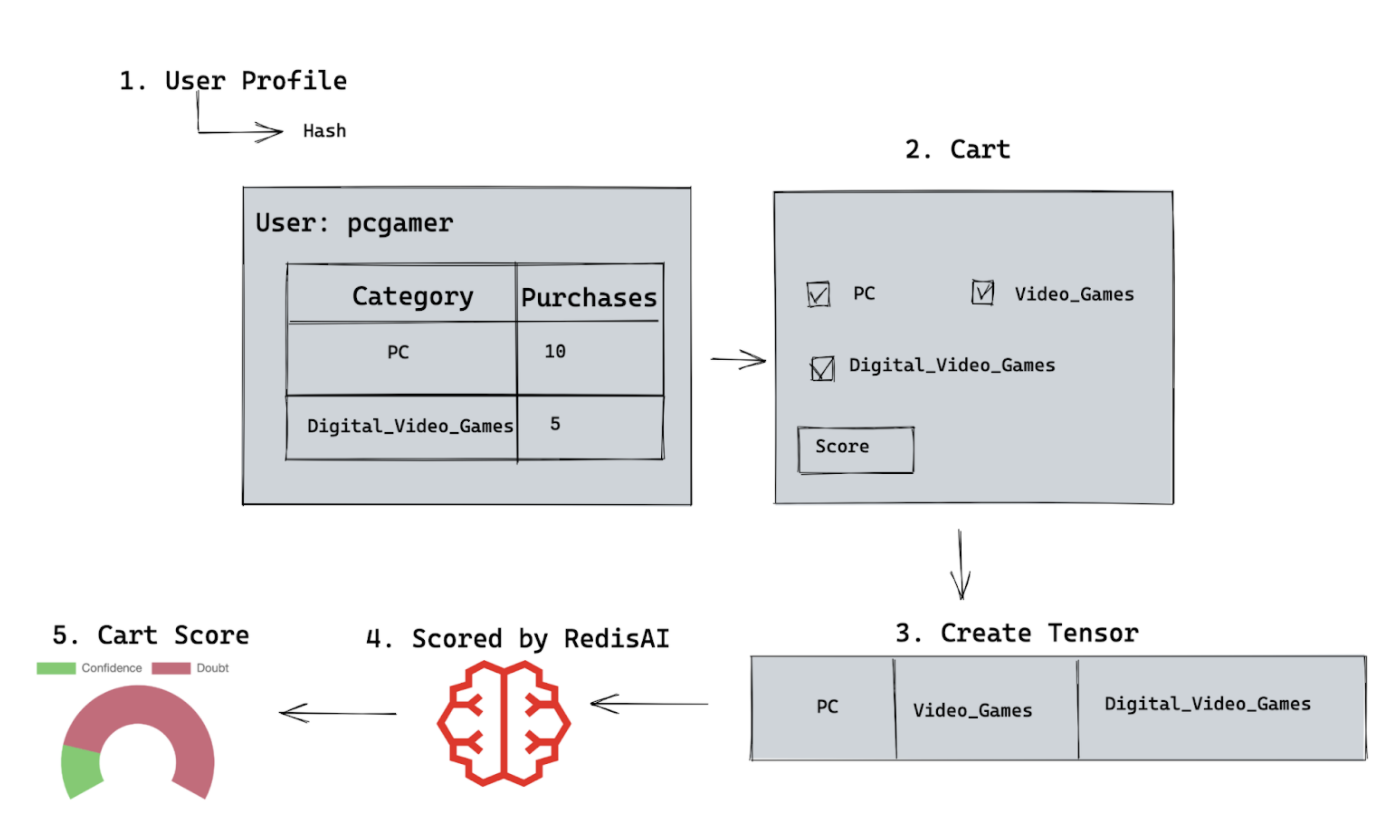 1. User Profile
Hash
User: pcgamer
Category Purchases
PC 10
Digital_Video_Games 5
2. Cart
PC Video_Games
Digital_Video_Games
Score
3. Create Tensor
PC Video_Games Digital_Video_Games
4. Scored by RedisAI
5. Cart Score
Confidence Doubt